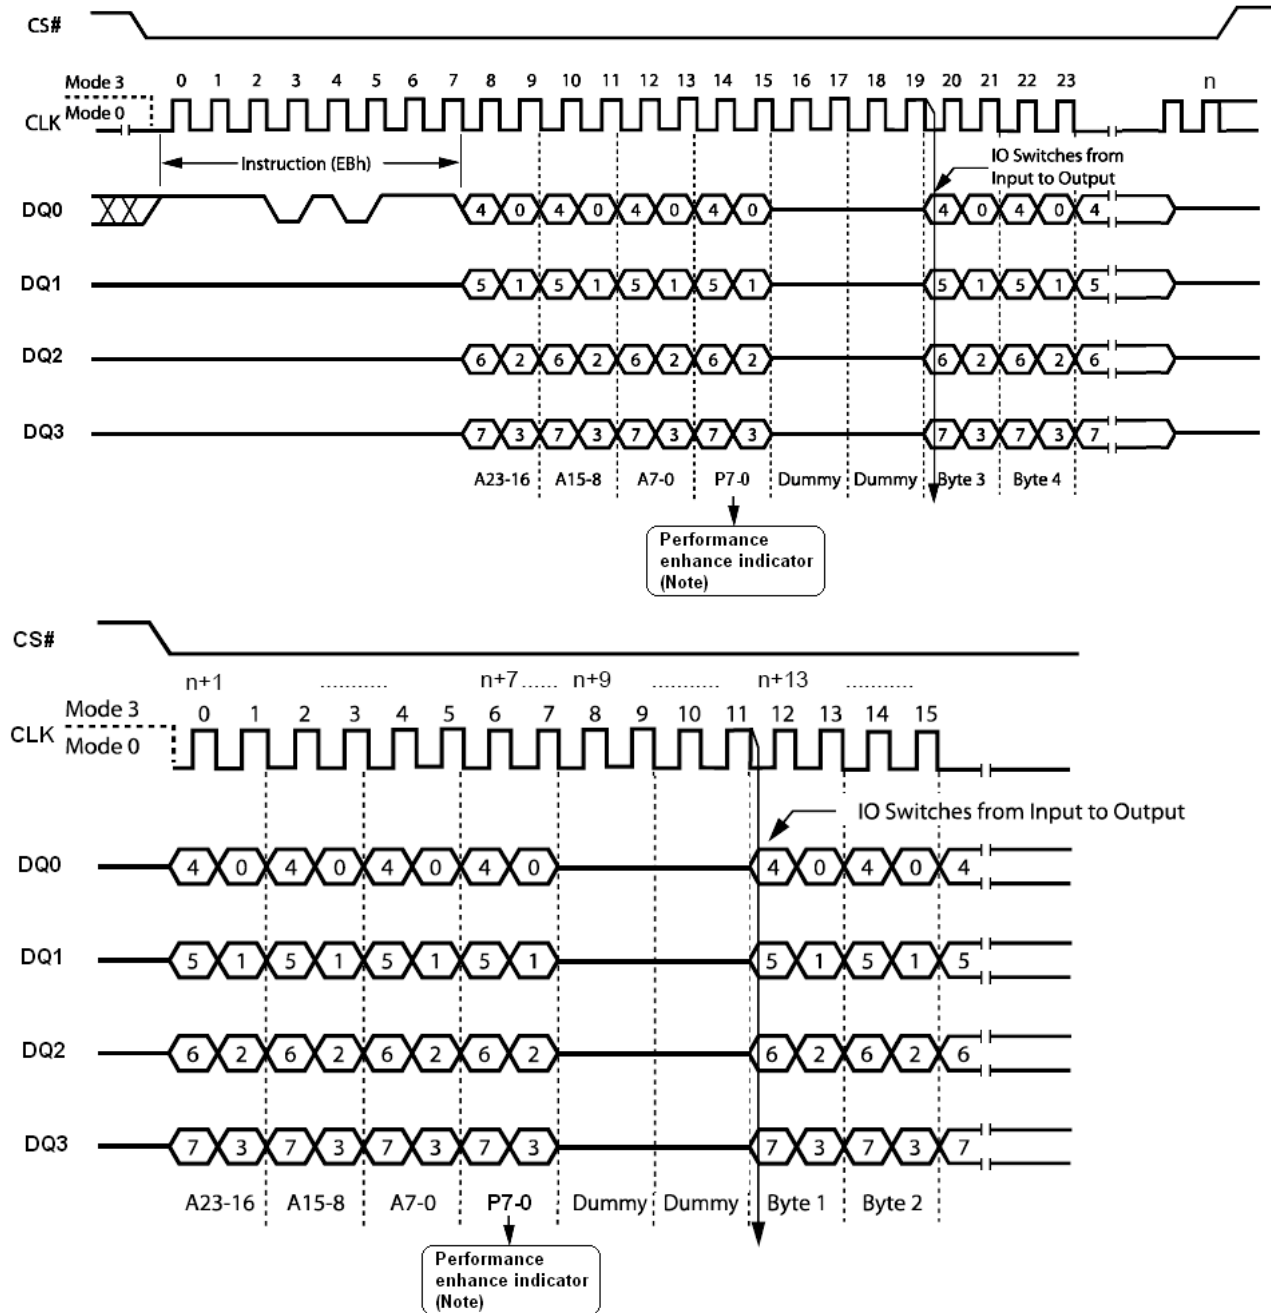 CS#
Mode 3
0 1 2 3 4 5 6 7 8 9 10 11 12 13 14 15 16 17 18 19 20 21 22 23 n
Mode 0
CLK
Instruction (EBh)
IO Switches from
Input to Output
DQ0 4 0 4 0 4 0 4 0 4 0 4 0 4
DQ1 5 1 5 1 5 1 5 1 5 1 5 1 5
DQ2 6 2 6 2 6 2 6 2 6 2 6 2 6
DQ3 7 3 7 3 7 3 7 3 7 3 7 3 7
A23-16 A15-8 A7-0 P7-0 Dummy Dummy Byte 3 Byte 4
Performance
enhance indicator
(Note)
CS#
n+1 ........... n+7 ...... n+9 ........... n+13 ...........
Mode 3 0 1 2 3 4 5 6 7 8 9 10 11 12 13 14 15
CLK Mode 0
IO Switches from Input to Output
DQ0 4 0 4 0 4 0 4 0 4 0 4 0 4
DQ1 5 1 5 1 5 1 5 1 5 1 5 1 5
DQ2 6 2 6 2 6 2 6 2 6 2 6 2 6
DQ3 7 3 7 3 7 3 7 3 7 3 7 3 7
A23-16 A15-8 A7-0 P7-0 Dummy Dummy Byte 1 Byte 2
Performance
enhance indicator
(Note)